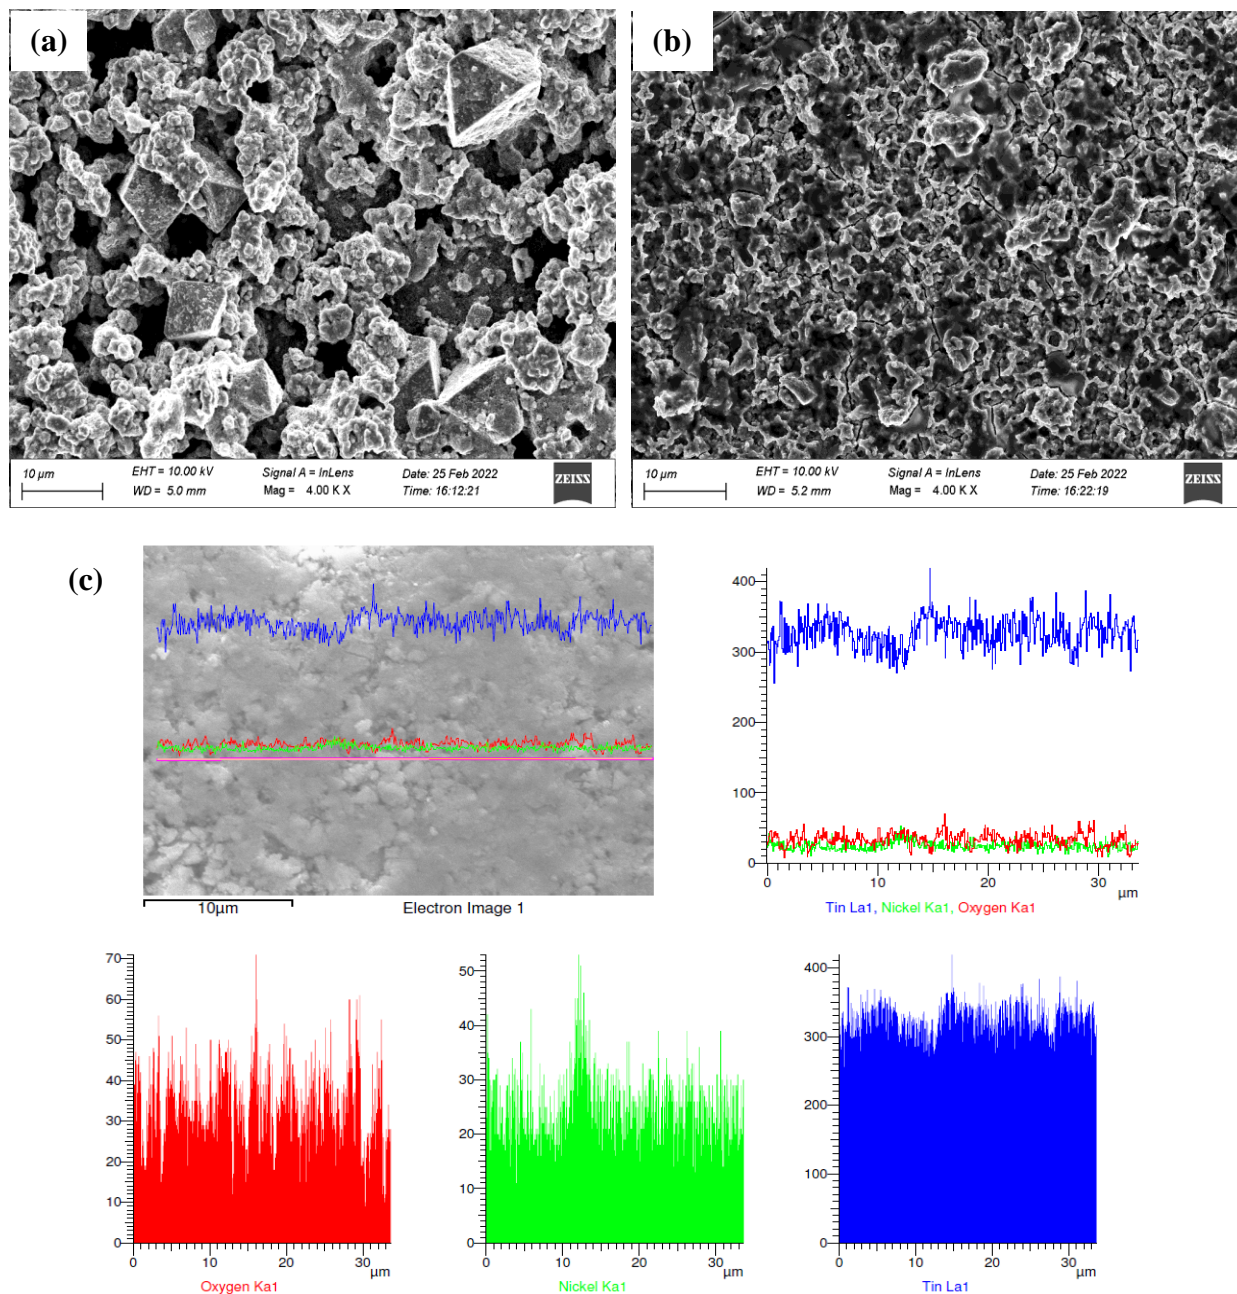 (a)
(b)
10 µm
EHT = 10.00 kV
Signal A = InLens
Date: 25 Feb 2022
WD = 5.0 mm
Mag = 4.00 K X
Time: 16:12:21
ZEISS
10 µm
EHT = 10.00 kV
Signal A = InLens
Date: 25 Feb 2022
WD = 5.2 mm
Mag = 4.00 K X
Time: 16:22:19
ZEISS
(c)
10µm
Electron Image 1
400
300
200
100
0
0
10
20
30
µm
Tin La1, Nickel Ka1, Oxygen Ka1
70
60
50
40
30
20
10
0
0
10
20
30
µm
Oxygen Ka1
50
40
30
20
10
0
0
10
20
30
µm
Nickel Ka1
400
300
200
100
0
0
10
20
30
µm
Tin La1